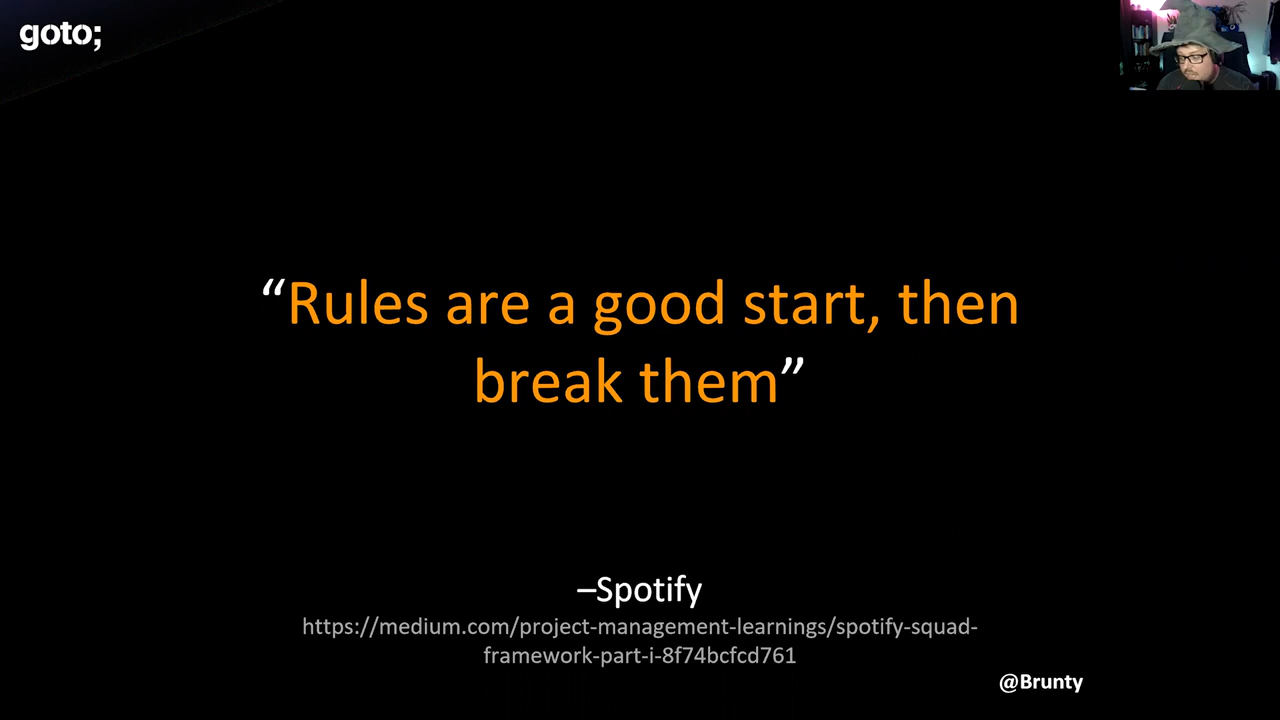 goto;
“Rules are a good start, then
break them”
–Spotify
https://medium.com/project-management-learnings/spotify-squad-
framework-part-i-8f74bcfcd761
@Brunty